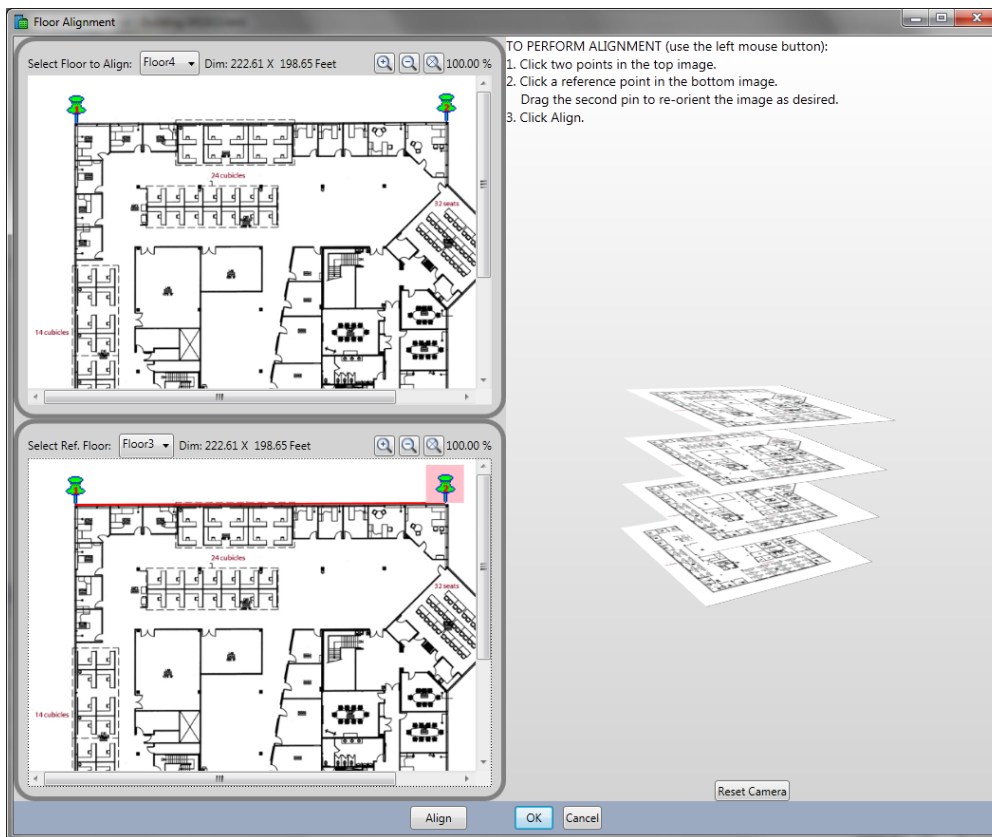 Floor Alignment
Select Floor to Align: Floor4 Dim: 222.61 X 198.65 Feet 100.00 %
1 2
24 cubicles
32 seats
14 cubicles
Select Ref. Floor: Floor3 Dim: 222.61 X 198.65 Feet 100.00 %
1 2
24 cubicles
32 seats
14 cubicles
TO PERFORM ALIGNMENT (use the left mouse button):
1. Click two points in the top image.
2. Click a reference point in the bottom image.
Drag the second pin to re-orient the image as desired.
3. Click Align.
Reset Camera
Align OK Cancel